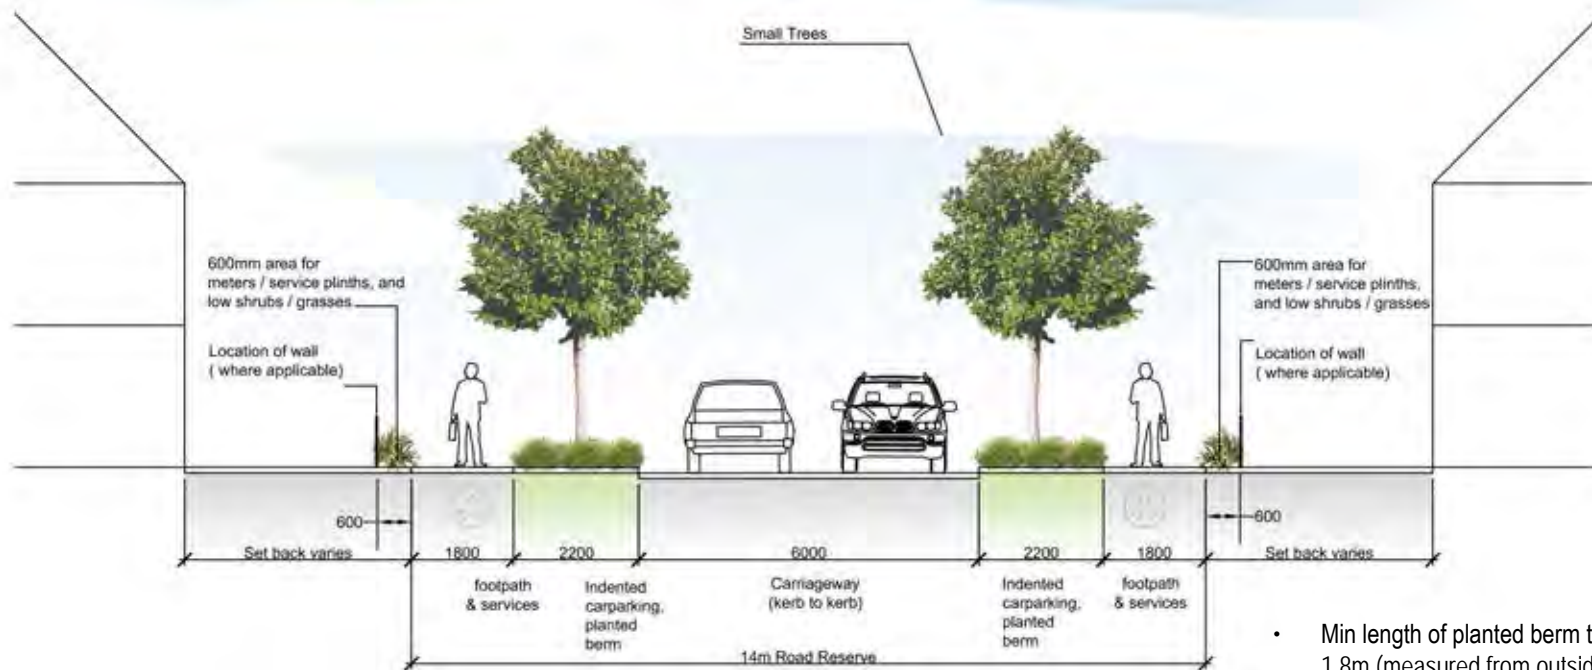 Small Trees
600mm area for
meters / service plinths, and
low shrubs / grasses
600mm area for
meters / service plinths,
and low shrubs / grasses
Location of wall
( where applicable)
Location of wall
( where applicable)
600
600
Set back varies
1800
2200
6000
2200
1800
Set back varies
footpath
& services
Indented
carparking,
planted
berm
Carriageway
(kerb to kerb)
Indented
carparking,
planted
berm
footpath
& services
14m Road Reserve
• Min length of planted berm t
1.8m (measured from outsid